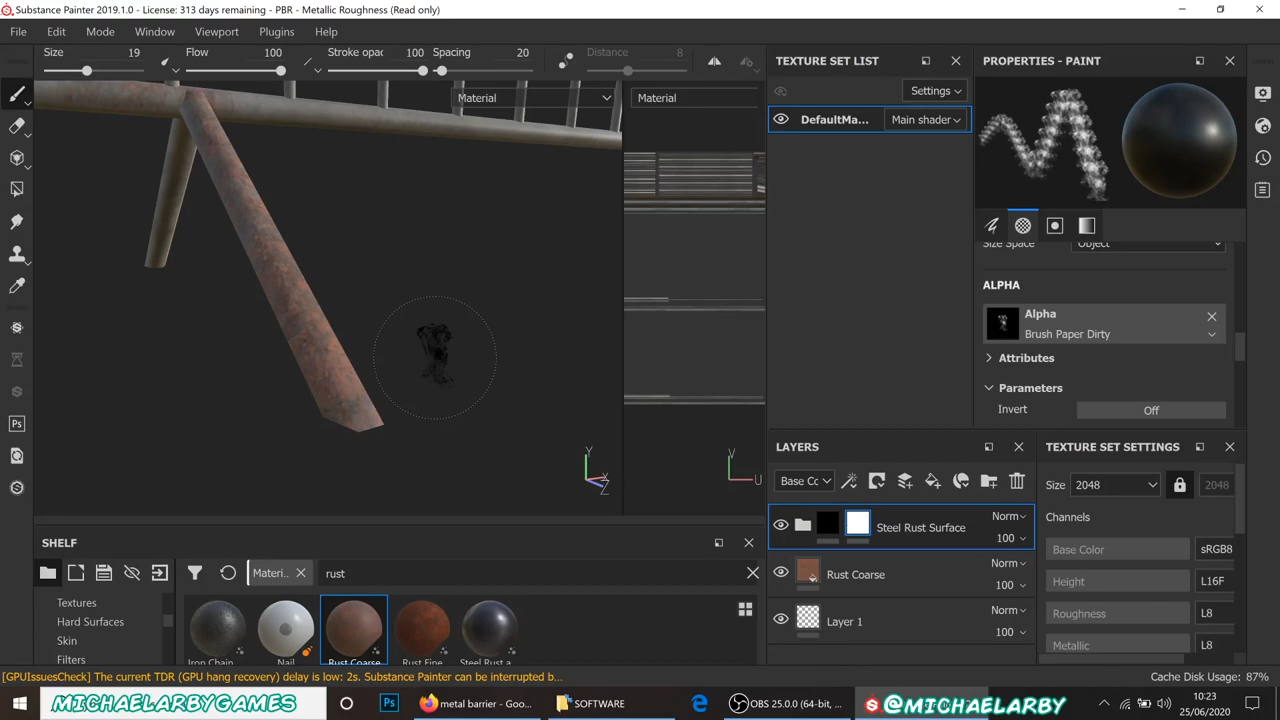 Substance Painter 2019.1.0 - License: 313 days remaining - PBR - Metallic Roughness (Read only)
File Edit Mode Window Viewport Plugins Help
Size 19 Flow 100 Stroke opac 100 Spacing 20 Distance 8
Material
Material
TEXTURE SET LIST
Settings
DefaultMa... Main shader
PROPERTIES - PAINT
Size Space Object
ALPHA
Alpha
Brush Paper Dirty
Attributes
Parameters
Invert Off
Y
X
Z
V
U
LAYERS
Base Cc
Steel Rust Surface Norm
100
Rust Coarse Norm
100
Layer 1 Norm
100
TEXTURE SET SETTINGS
Size 2048 2048
Channels
Base Color sRGB8
Height L16F
Roughness L8
Metallic L8
SHELF
Materi.. rust
Textures
Hard Surfaces
Skin
Filters
Iron Chain Nail Rust Coarse Rust Fine Steel Rust a
Ps
[GPUIssuesCheck] The current TDR (GPU hang recovery) delay is low: 2s. Substance Painter can be interrupted b...
Cache Disk Usage: 87%
MICHAELARBYGAMES
Ps
metal barrier - Goo...
SOFTWARE
OBS 25.0.0 (64-bit, ...
@MICHAELARBY
10:23
25/06/2020